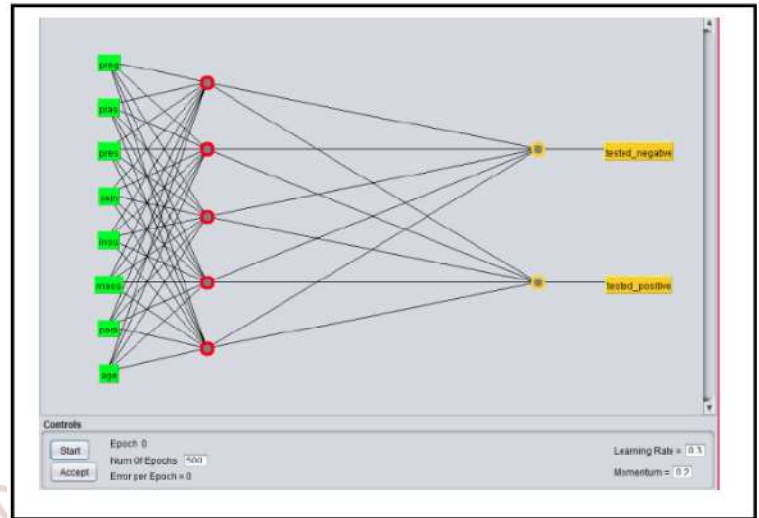 preg
plas
pres
skin
insu
mass
pedi
age
tested_negative
tested_positive
Controls
Start
Accept
Epoch 0
Num Of Epochs 500
Error per Epoch = 0
Learning Rate = 0.3
Momentum = 0.2